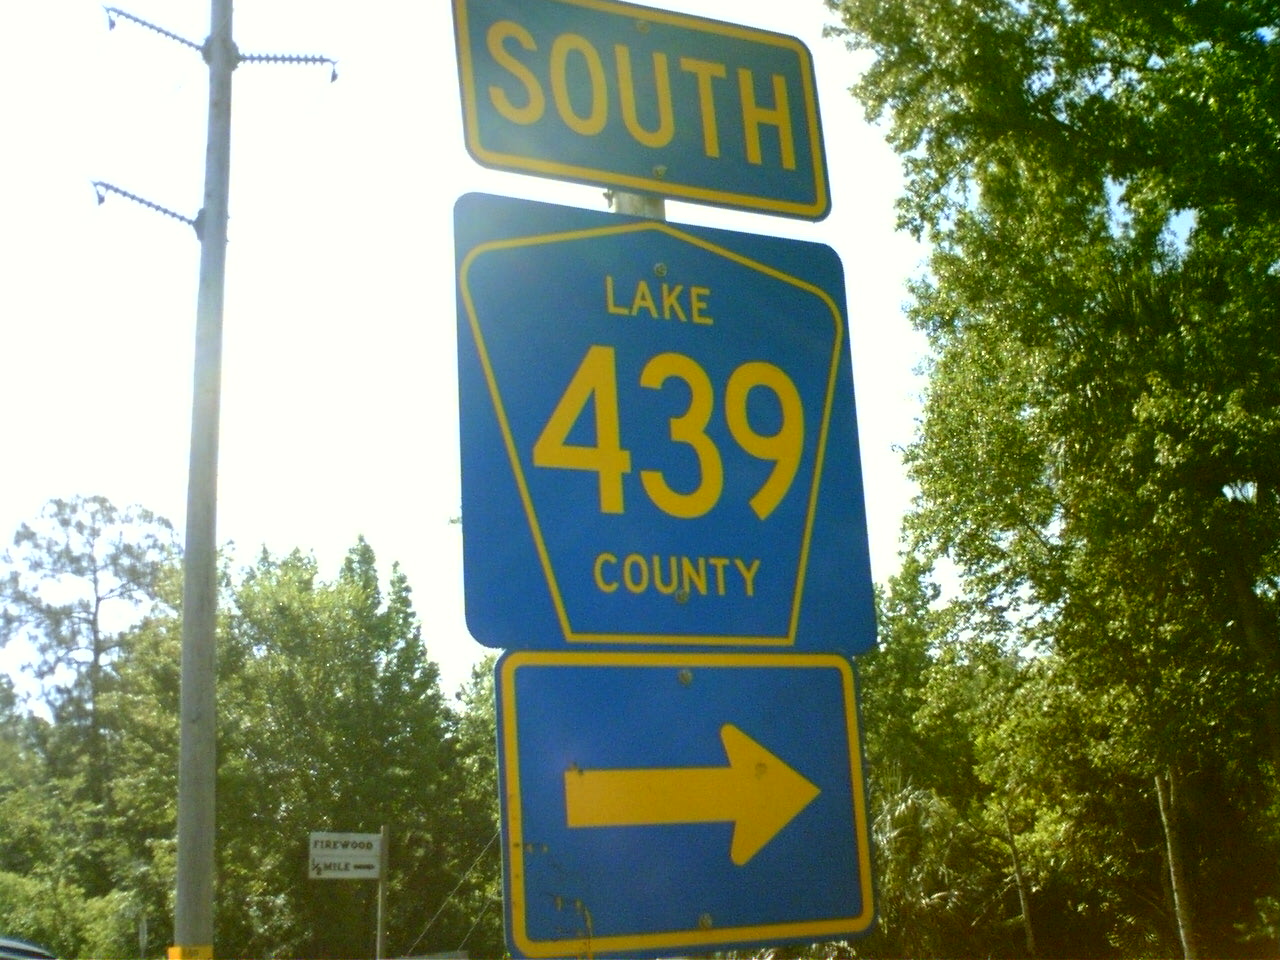 SOUTH
LAKE
439
COUNTY
FIREWOOD
½ MILE